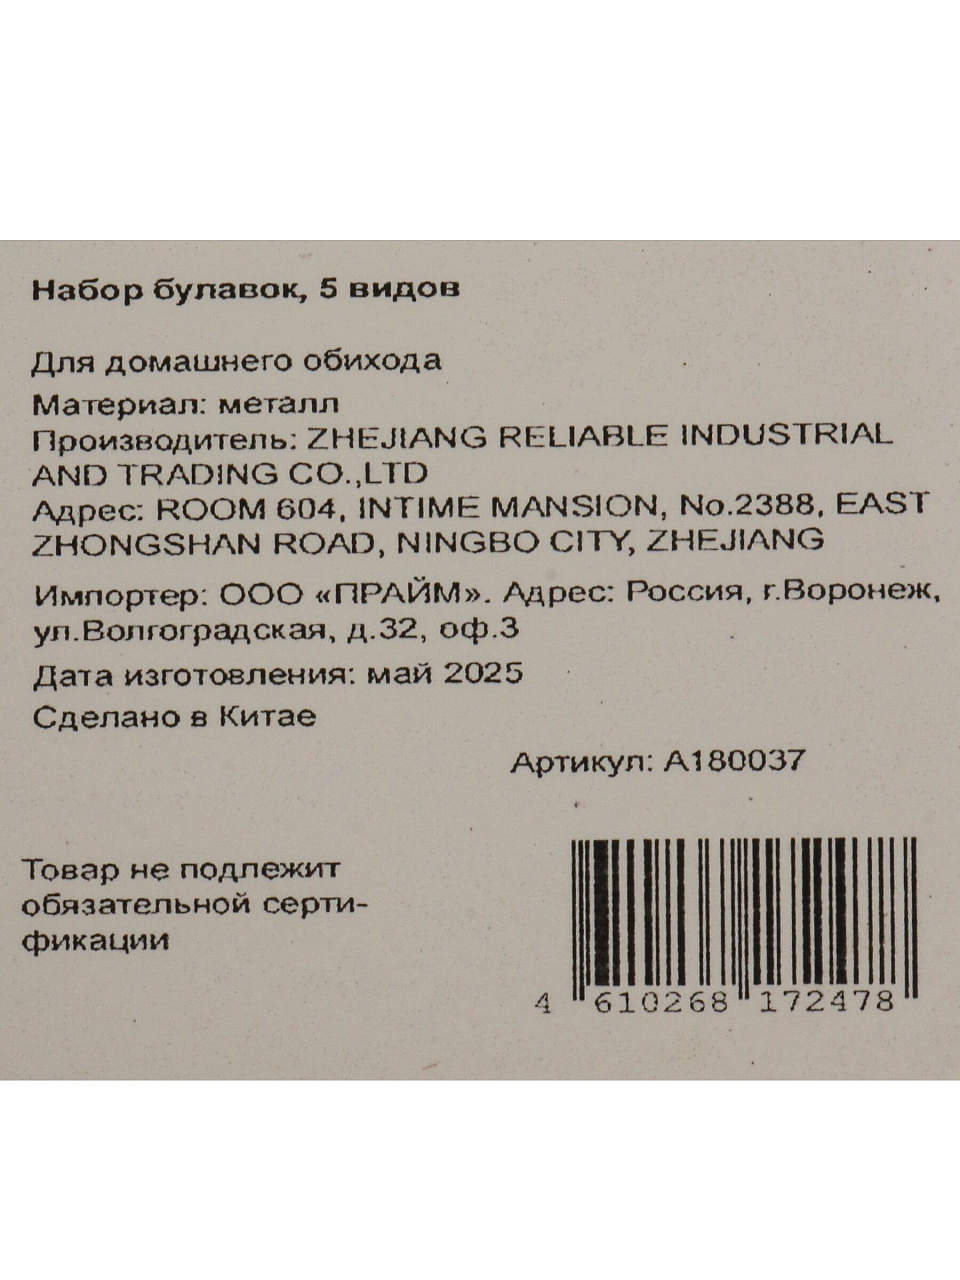 Набор булавок, 5 видов
Для домашнего обихода
Материал: металл
Производитель: ZHEJIANG RELIABLE INDUSTRIAL
AND TRADING CO.,LTD
Адрес: ROOM 604, INTIME MANSION, No.2388, EAST
ZHONGSHAN ROAD, NINGBO CITY, ZHEJIANG
Импортер: ООО «ПРАЙМ». Адрес: Россия, г.Воронеж,
ул.Волгоградская, д.32, оф.3
Дата изготовления: май 2025
Сделано в Китае
Артикул: А180037
Товар не подлежит
обязательной серти-
фикации
4 610268 172478